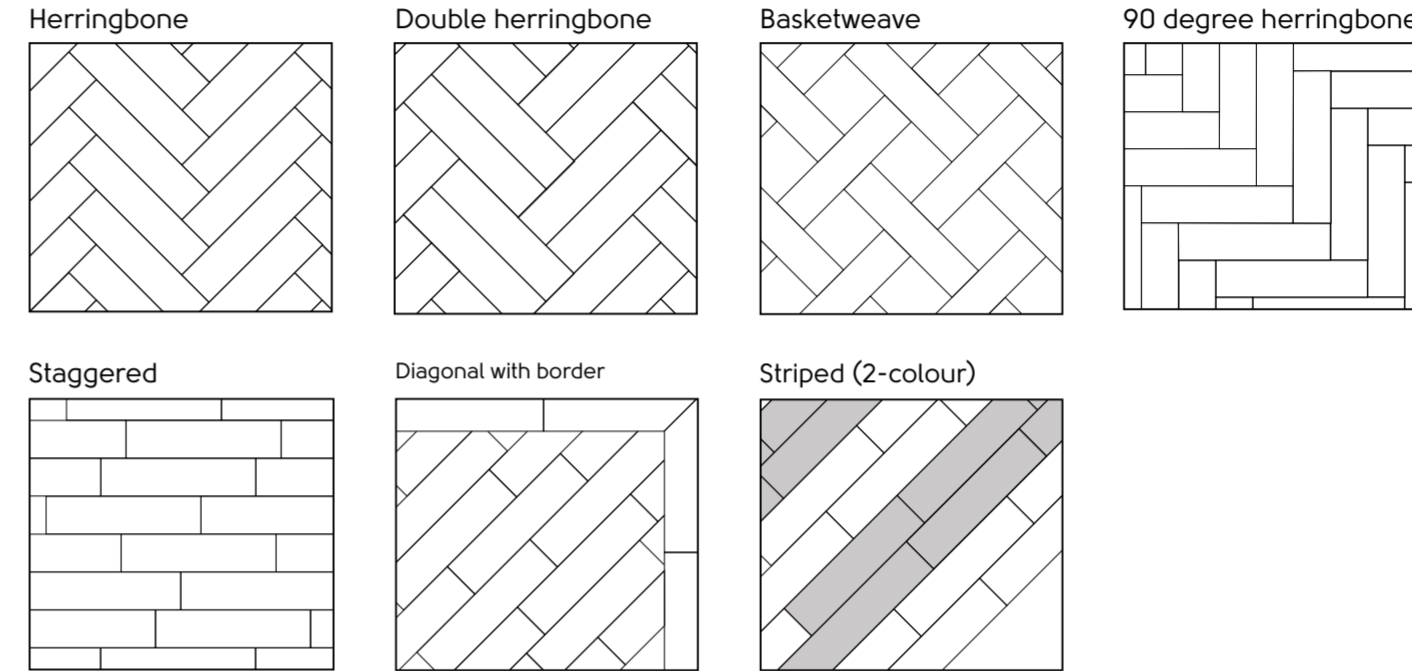 Herringbone
Double herringbone
Basketweave
90 degree herringbone
Staggered
Diagonal with border
Striped (2-colour)